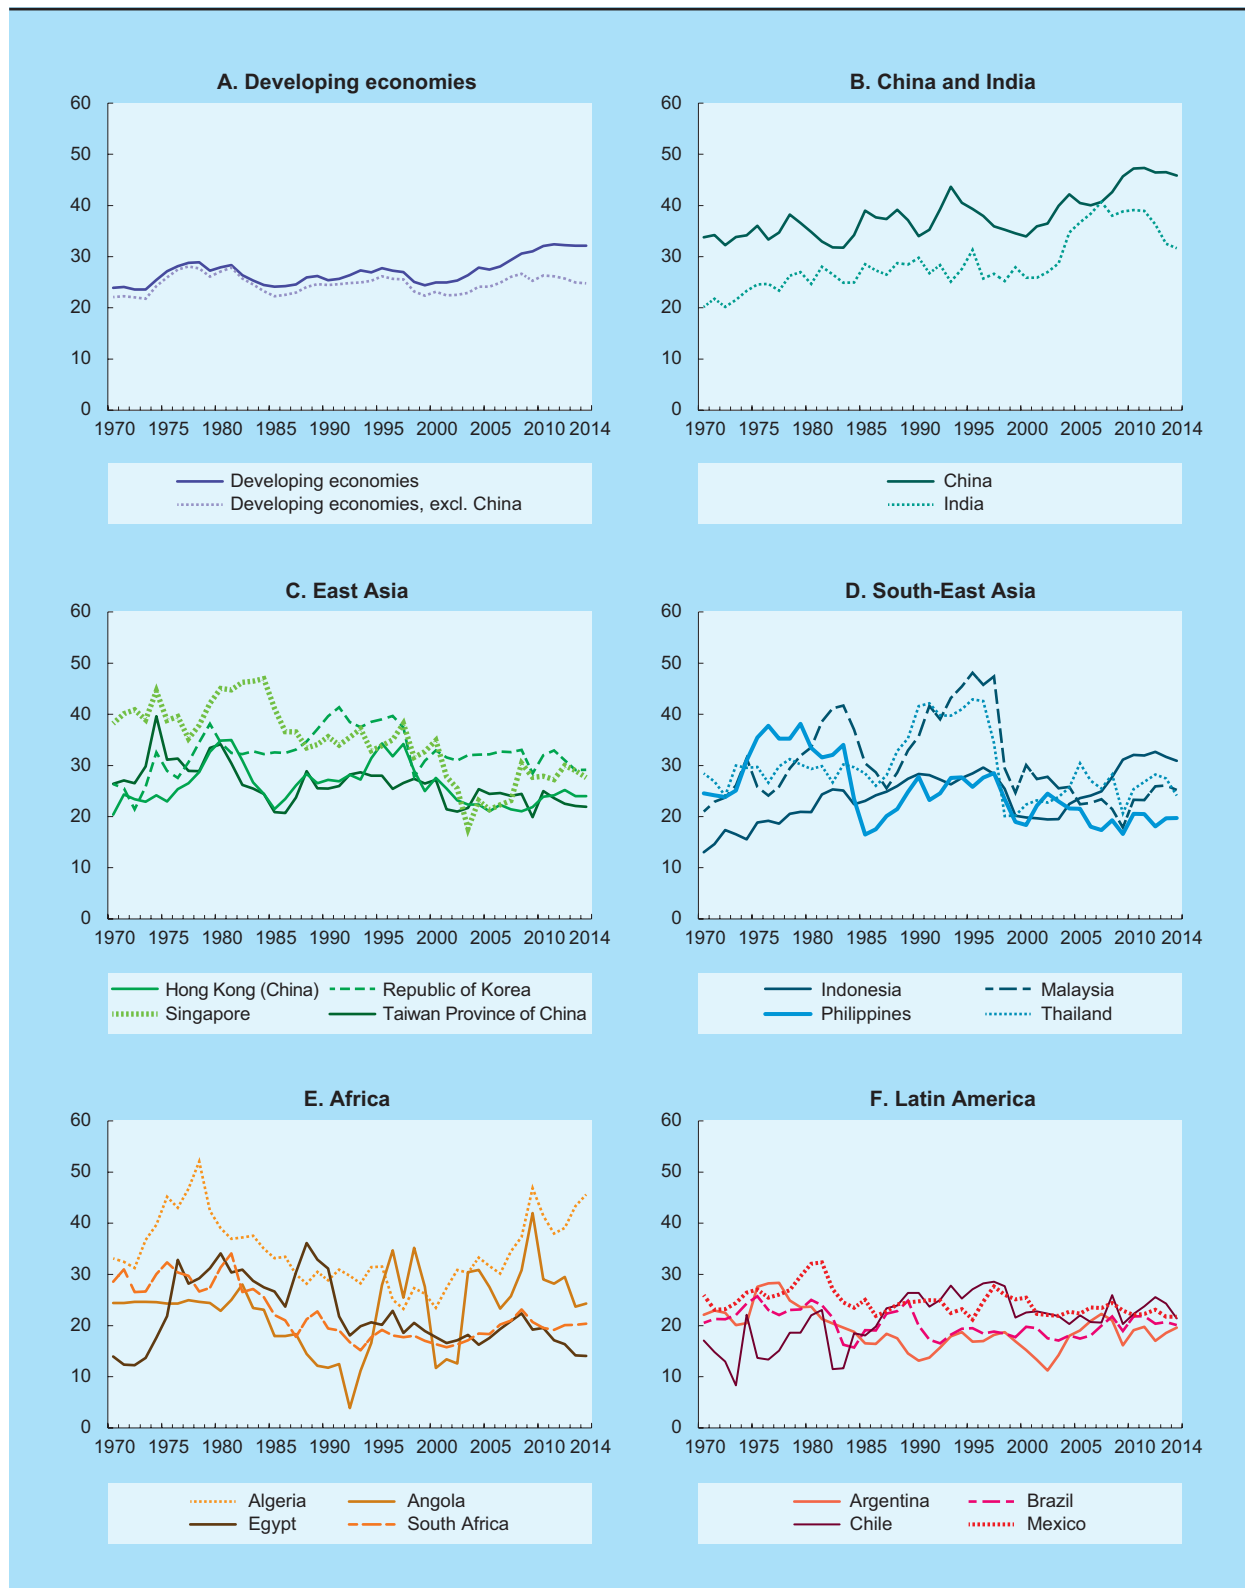 A. Developing economies
60
50
40
30
20
10
0
1970 1975 1980 1985 1990 1995 2000 2005 2010 2014
Developing economies
Developing economies, excl. China
B. China and India
60
50
40
30
20
10
0
1970 1975 1980 1985 1990 1995 2000 2005 2010 2014
China
India
C. East Asia
60
50
40
30
20
10
0
1970 1975 1980 1985 1990 1995 2000 2005 2010 2014
Hong Kong (China) Republic of Korea
Singapore Taiwan Province of China
D. South-East Asia
60
50
40
30
20
10
0
1970 1975 1980 1985 1990 1995 2000 2005 2010 2014
Indonesia Malaysia
Philippines Thailand
E. Africa
60
50
40
30
20
10
0
1970 1975 1980 1985 1990 1995 2000 2005 2010 2014
Algeria Angola
Egypt South Africa
F. Latin America
60
50
40
30
20
10
0
1970 1975 1980 1985 1990 1995 2000 2005 2010 2014
Argentina Brazil
Chile Mexico